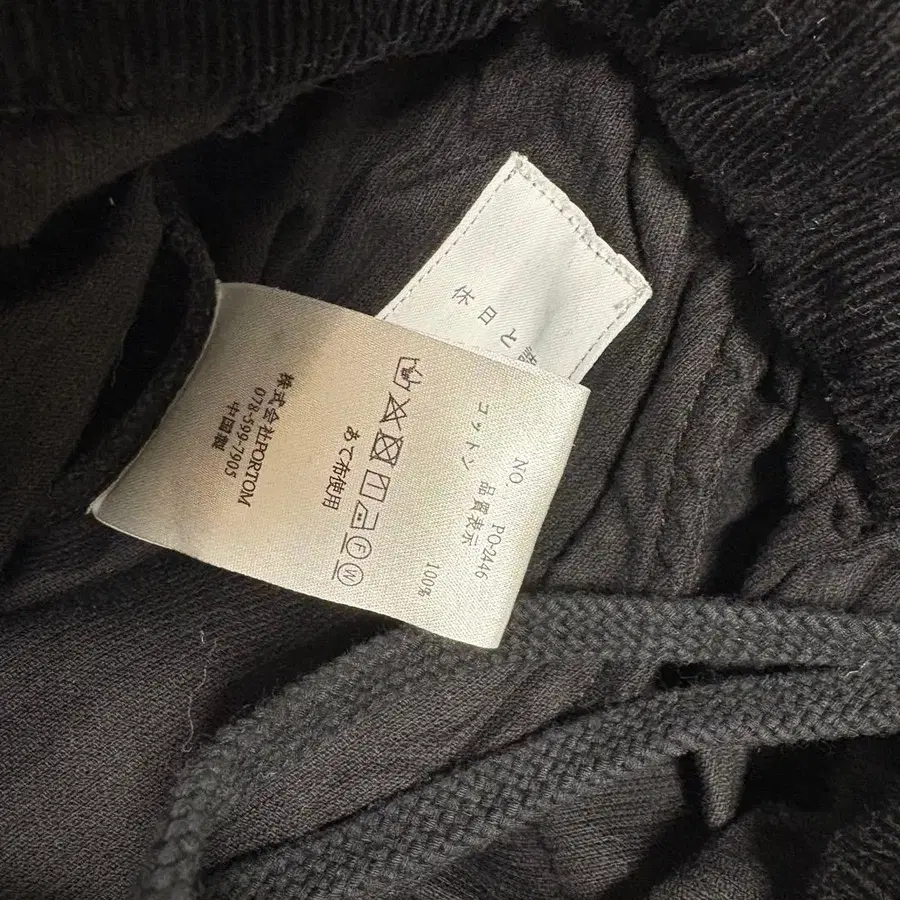 休日と
NO PO-2446
品質表示
コットン 100%
Ⓕ Ⓦ
あて布使用
株式会社PORTOM
078-599-7905
中国製